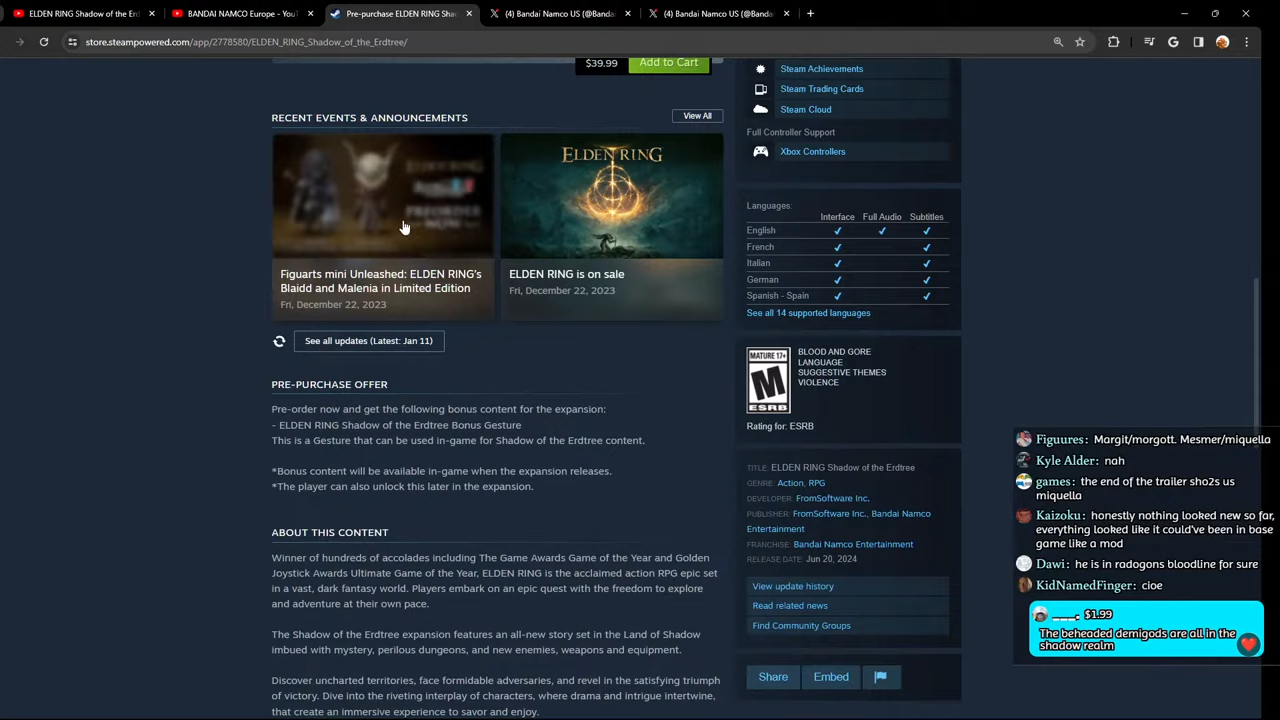 ELDEN RING Shadow of the Erd
BANDAI NAMCO Europe - YouT
Pre-purchase ELDEN RING Shad
(4) Bandai Namco US (@Bandai
(4) Bandai Namco US (@Bandai
store.steampowered.com/app/2778580/ELDEN_RING_Shadow_of_the_Erdtree/
$39.99
Add to Cart
RECENT EVENTS & ANNOUNCEMENTS
View All
ELDEN RING
PREORDER
NOW
ELDEN RING
Figuarts mini Unleashed: ELDEN RING's
Blaidd and Malenia in Limited Edition
Fri, December 22, 2023
ELDEN RING is on sale
Fri, December 22, 2023
See all updates (Latest: Jan 11)
PRE-PURCHASE OFFER
Pre-order now and get the following bonus content for the expansion:
- ELDEN RING Shadow of the Erdtree Bonus Gesture
This is a Gesture that can be used in-game for Shadow of the Erdtree content.
*Bonus content will be available in-game when the expansion releases.
*The player can also unlock this later in the expansion.
ABOUT THIS CONTENT
Winner of hundreds of accolades including The Game Awards Game of the Year and Golden
Joystick Awards Ultimate Game of the Year, ELDEN RING is the acclaimed action RPG epic set
in a vast, dark fantasy world. Players embark on an epic quest with the freedom to explore
and adventure at their own pace.
The Shadow of the Erdtree expansion features an all-new story set in the Land of Shadow
imbued with mystery, perilous dungeons, and new enemies, weapons and equipment.
Discover uncharted territories, face formidable adversaries, and revel in the satisfying triumph
of victory. Dive into the riveting interplay of characters, where drama and intrigue intertwine,
that create an immersive experience to savor and enjoy.
Steam Achievements
Steam Trading Cards
Steam Cloud
Full Controller Support
Xbox Controllers
Languages:
Interface Full Audio Subtitles
English ✔ ✔ ✔
French ✔ ✔
Italian ✔ ✔
German ✔ ✔
Spanish - Spain ✔ ✔
See all 14 supported languages
MATURE 17+
M
ESRB
BLOOD AND GORE
LANGUAGE
SUGGESTIVE THEMES
VIOLENCE
Rating for: ESRB
TITLE: ELDEN RING Shadow of the Erdtree
GENRE: Action, RPG
DEVELOPER: FromSoftware Inc.
PUBLISHER: FromSoftware Inc., Bandai Namco
Entertainment
FRANCHISE: Bandai Namco Entertainment
RELEASE DATE: Jun 20, 2024
View update history
Read related news
Find Community Groups
Share
Embed
Figuures: Margit/morgott. Mesmer/miquella
Kyle Alder: nah
games: the end of the trailer sho2s us
miquella
Kaizoku: honestly nothing looked new so far,
everything looked like it could've been in base
game like a mod
Dawi: he is in radogons bloodline for sure
KidNamedFinger: cioe
___: $1.99
The beheaded demigods are all in the
shadow realm